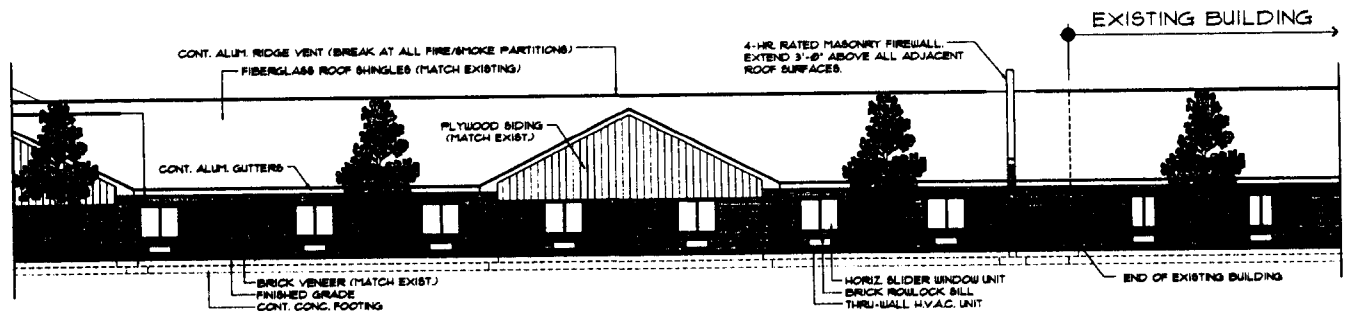 EXISTING BUILDING
CONT. ALUM. RIDGE VENT (BREAK AT ALL FIRE/SMOKE PARTITIONS)
FIBERGLASS ROOF SHINGLES (MATCH EXISTING)
4-HR. RATED MASONRY FIREWALL.
EXTEND 3'-0" ABOVE ALL ADJACENT
ROOF SURFACES.
PLYWOOD SIDING
(MATCH EXIST.)
CONT. ALUM. GUTTERS
BRICK VENEER (MATCH EXIST.)
FINISHED GRADE
CONT. CONC. FOOTING
HORIZ. SLIDER WINDOW UNIT
BRICK ROWLOCK SILL
THRU-WALL H.V.A.C. UNIT
END OF EXISTING BUILDING